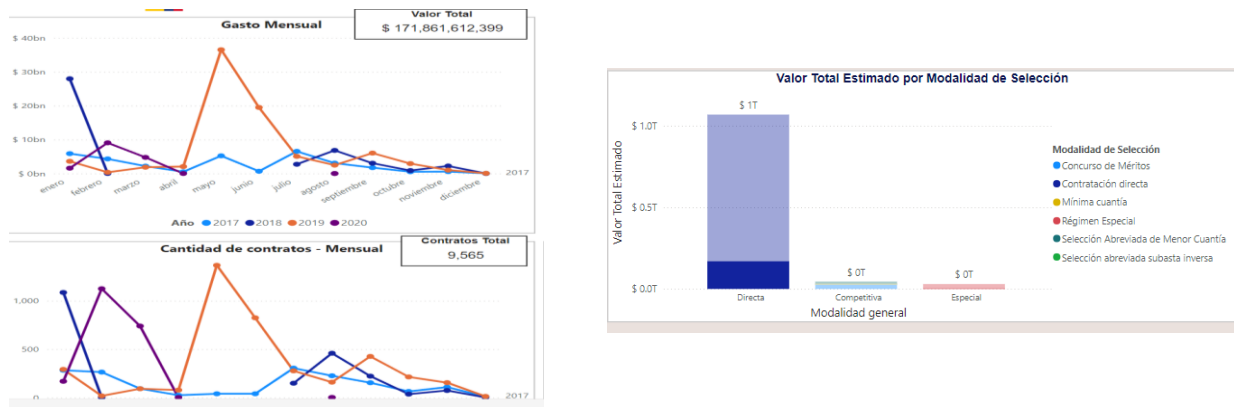 Gasto Mensual
Valor Total
$ 171,861,612,399
$ 40bn
$ 30bn
$ 20bn
$ 10bn
$ 0bn
enero
febrero
marzo
abril
mayo
junio
julio
agosto
septiembre
octubre
noviembre
diciembre
2017
Año 2017 2018 2019 2020
Cantidad de contratos - Mensual
Contratos Total
9,565
1,000
500
0
2017
Valor Total Estimado por Modalidad de Selección
Valor Total Estimado
$ 1.0T
$ 0.5T
$ 0.0T
$ 1T
$ 0T
$ 0T
Directa
Competitiva
Especial
Modalidad general
Modalidad de Selección
Concurso de Méritos
Contratación directa
Mínima cuantía
Régimen Especial
Selección Abreviada de Menor Cuantía
Selección abreviada subasta inversa